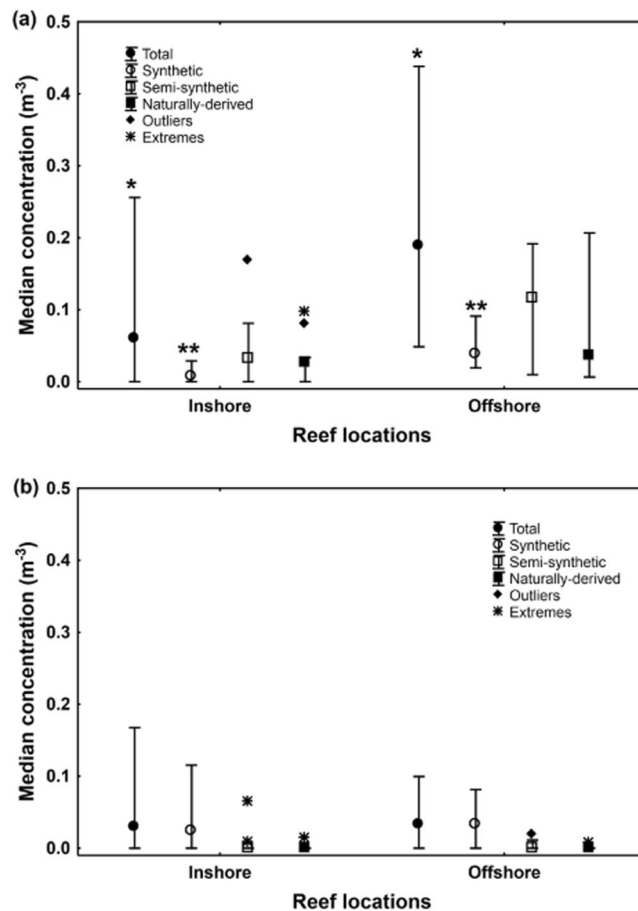 (a)
0.5
0.4
0.3
0.2
0.1
0.0
Median concentration (m-3)
Total
Synthetic
Semi-synthetic
Naturally-derived
Outliers
Extremes
*
**
*
**
Inshore
Offshore
Reef locations
(b)
0.5
0.4
0.3
0.2
0.1
0.0
Median concentration (m-3)
Total
Synthetic
Semi-synthetic
Naturally-derived
Outliers
Extremes
Inshore
Offshore
Reef locations